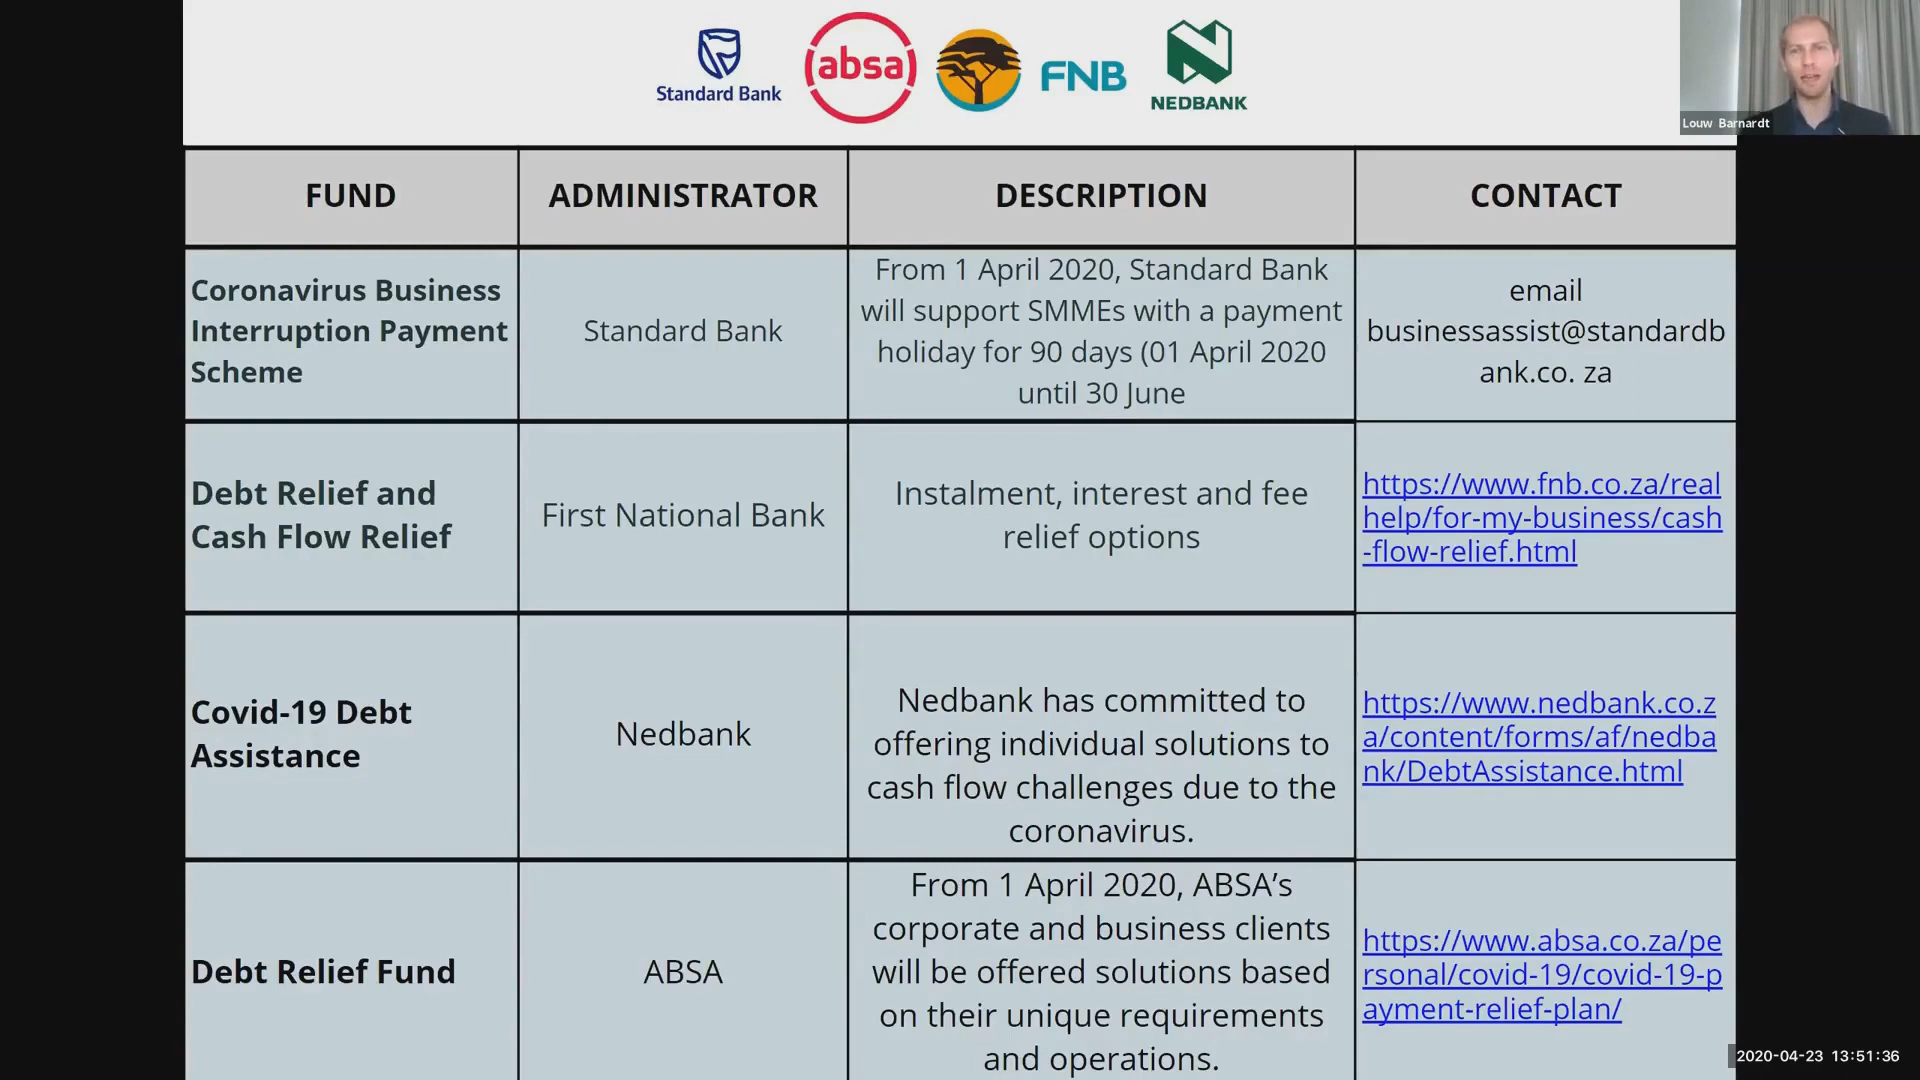 Standard Bank
absa
FNB
NEDBANK
Louw Barnardt
FUND
ADMINISTRATOR
DESCRIPTION
CONTACT
Coronavirus Business
Interruption Payment
Scheme
Standard Bank
From 1 April 2020, Standard Bank
will support SMMEs with a payment
holiday for 90 days (01 April 2020
until 30 June
email
businessassist@standardb
ank.co. za
Debt Relief and
Cash Flow Relief
First National Bank
Instalment, interest and fee
relief options
https://www.fnb.co.za/real
help/for-my-business/cash
-flow-relief.html
Covid-19 Debt
Assistance
Nedbank
Nedbank has committed to
offering individual solutions to
cash flow challenges due to the
coronavirus.
https://www.nedbank.co.z
a/content/forms/af/nedba
nk/DebtAssistance.html
Debt Relief Fund
ABSA
From 1 April 2020, ABSA’s
corporate and business clients
will be offered solutions based
on their unique requirements
and operations.
https://www.absa.co.za/pe
rsonal/covid-19/covid-19-p
ayment-relief-plan/
2020-04-23 13:51:36